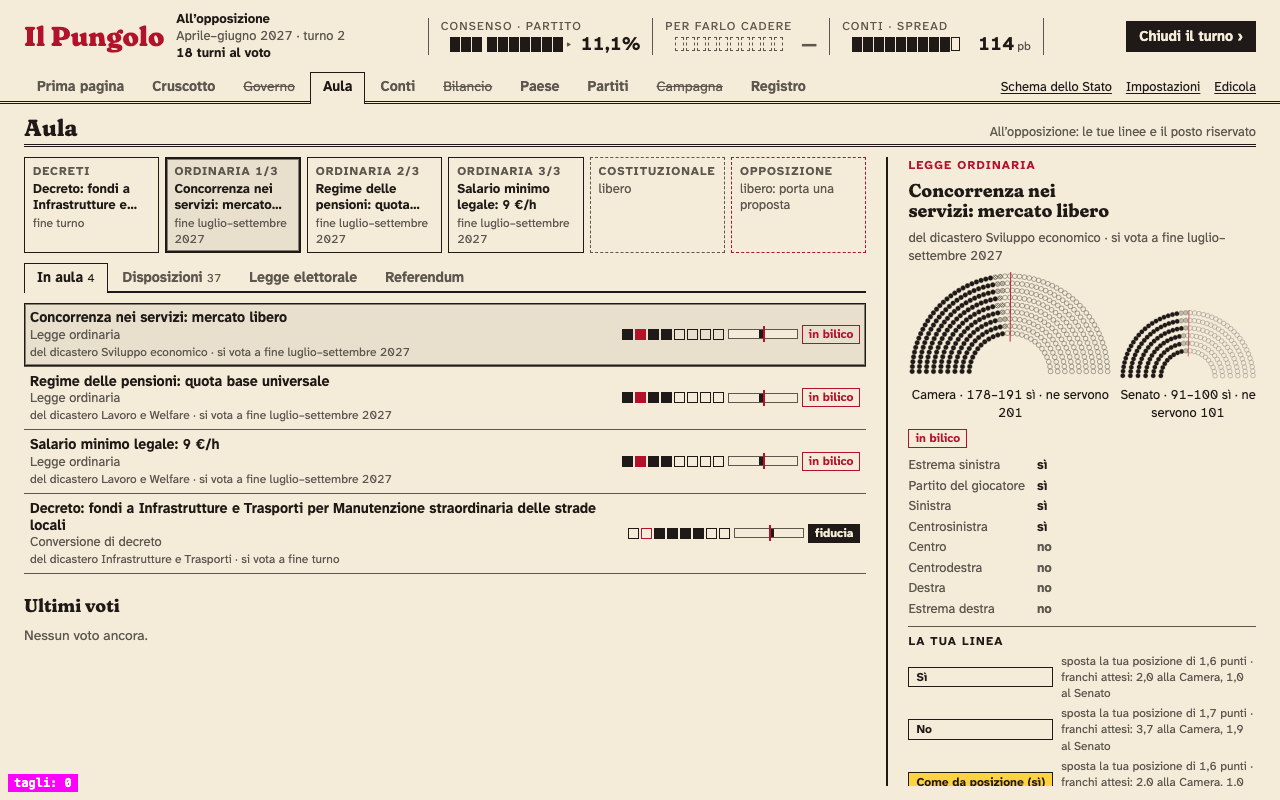 Il Pungolo
All'opposizione
Aprile–giugno 2027 · turno 2
18 turni al voto
CONSENSO · PARTITO
11,1%
PER FARLO CADERE
—
CONTI · SPREAD
114 pb
Chiudi il turno ›
Prima pagina
Cruscotto
Governo
Aula
Conti
Bilancio
Paese
Partiti
Campagna
Registro
Schema dello Stato
Impostazioni
Edicola
Aula
All'opposizione: le tue linee e il posto riservato
DECRETI
Decreto: fondi a
Infrastrutture e…
fine turno
ORDINARIA 1/3
Concorrenza nei
servizi: mercato…
fine luglio–settembre
2027
ORDINARIA 2/3
Regime delle
pensioni: quota…
fine luglio–settembre
2027
ORDINARIA 3/3
Salario minimo
legale: 9 €/h
fine luglio–settembre
2027
COSTITUZIONALE
libero
OPPOSIZIONE
libero: porta una
proposta
In aula 4
Disposizioni 37
Legge elettorale
Referendum
Concorrenza nei servizi: mercato libero
Legge ordinaria
del dicastero Sviluppo economico · si vota a fine luglio–settembre 2027
in bilico
Regime delle pensioni: quota base universale
Legge ordinaria
del dicastero Lavoro e Welfare · si vota a fine luglio–settembre 2027
in bilico
Salario minimo legale: 9 €/h
Legge ordinaria
del dicastero Lavoro e Welfare · si vota a fine luglio–settembre 2027
in bilico
Decreto: fondi a Infrastrutture e Trasporti per Manutenzione straordinaria delle strade
locali
Conversione di decreto
del dicastero Infrastrutture e Trasporti · si vota a fine turno
fiducia
Ultimi voti
Nessun voto ancora.
LEGGE ORDINARIA
Concorrenza nei
servizi: mercato libero
del dicastero Sviluppo economico · si vota a fine luglio–
settembre 2027
Camera · 178–191 sì · ne servono
201
Senato · 91–100 sì · ne
servono 101
in bilico
Estrema sinistra sì
Partito del giocatore sì
Sinistra sì
Centrosinistra sì
Centro no
Centrodestra no
Destra no
Estrema destra no
LA TUA LINEA
Sì
sposta la tua posizione di 1,6 punti ·
franchi attesi: 2,0 alla Camera, 1,0
al Senato
No
sposta la tua posizione di 1,7 punti ·
franchi attesi: 3,7 alla Camera, 1,9
al Senato
Come da posizione (sì)
sposta la tua posizione di 1,6 punti ·
franchi attesi: 2,0 alla Camera, 1,0
tagli: 0